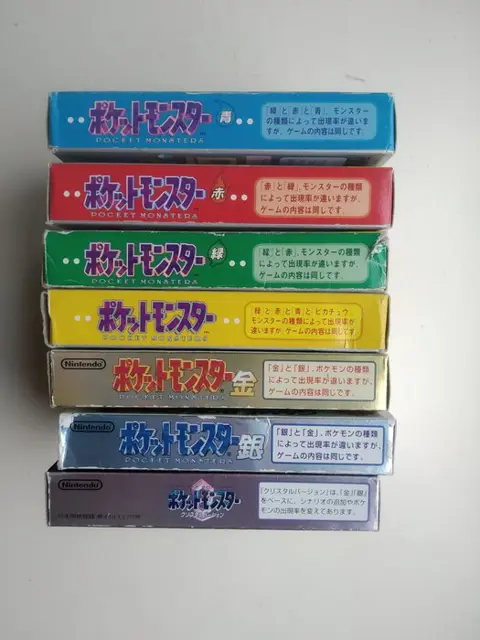 ポケットモンスター 青
POCKET MONSTERS
「緑」と「赤」と「青」、モンスターの種類
によって出現率が違いますが、
ゲームの内容は同じです。
ポケットモンスター 赤
POCKET MONSTERS
「赤」と「緑」、モンスターの種類
によって出現率が違いますが、
ゲームの内容は同じです。
ポケットモンスター 緑
POCKET MONSTERS
「緑」と「赤」、モンスターの種類
によって出現率が違いますが、
ゲームの内容は同じです。
ポケットモンスター
POCKET MONSTERS
「緑」と「赤」と「青」と「ピカチュウ」
モンスターの種類によって出現率が
違いますが、ゲームの内容は同じです。
Nintendo
ポケットモンスター 金
POCKET MONSTERS
「金」と「銀」、ポケモンの種類
によって出現率が違いますが、
ゲームの内容は同じです。
Nintendo
ポケットモンスター 銀
POCKET MONSTERS
「銀」と「金」、ポケモンの種類
によって出現率が違いますが、
ゲームの内容は同じです。
Nintendo
ポケットモンスター
クリスタルバージョン
『クリスタルバージョン』は、「金」「銀」
をベースに、シナリオの追加やポケ
モンの出現率を変えてあります。